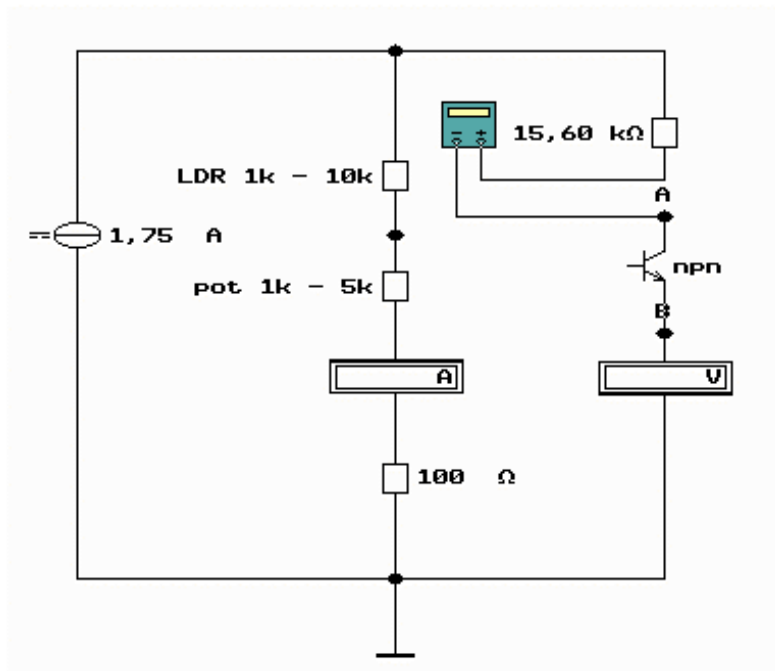 15,60 kΩ
LDR 1k - 10k
A
1,75 A
npn
pot 1k - 5k
B
A
V
100 Ω